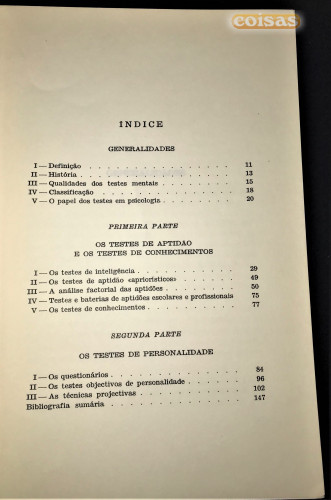 coisas
ÍNDICE
GENERALIDADES
I — Definição . . . . . . . . . . . . . . . 11
II — História . . . . . . . . . . . . . . . 13
III — Qualidades dos testes mentais . . . . . . . . 15
IV — Classificação . . . . . . . . . . . . . . 18
V — O papel dos testes em psicologia . . . . . . . 20
PRIMEIRA PARTE
OS TESTES DE APTIDÃO
E OS TESTES DE CONHECIMENTOS
I — Os testes de inteligência . . . . . . . . . . 29
II — Os testes de aptidão «aprioristicos» . . . . . . 49
III — A análise factorial das aptidões . . . . . . . 50
IV — Testes e baterias de aptidões escolares e profissionais 75
V — Os testes de conhecimentos . . . . . . . . . 77
SEGUNDA PARTE
OS TESTES DE PERSONALIDADE
I — Os questionários . . . . . . . . . . . . . 84
II — Os testes objectivos de personalidade . . . . . . 96
III — As técnicas projectivas . . . . . . . . . . 102
Bibliografia sumária . . . . . . . . . . . . . 147